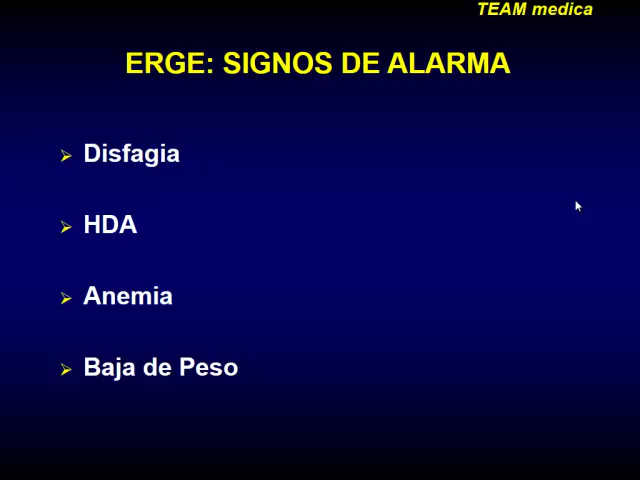 TEAM medica
ERGE: SIGNOS DE ALARMA
Disfagia
HDA
Anemia
Baja de Peso